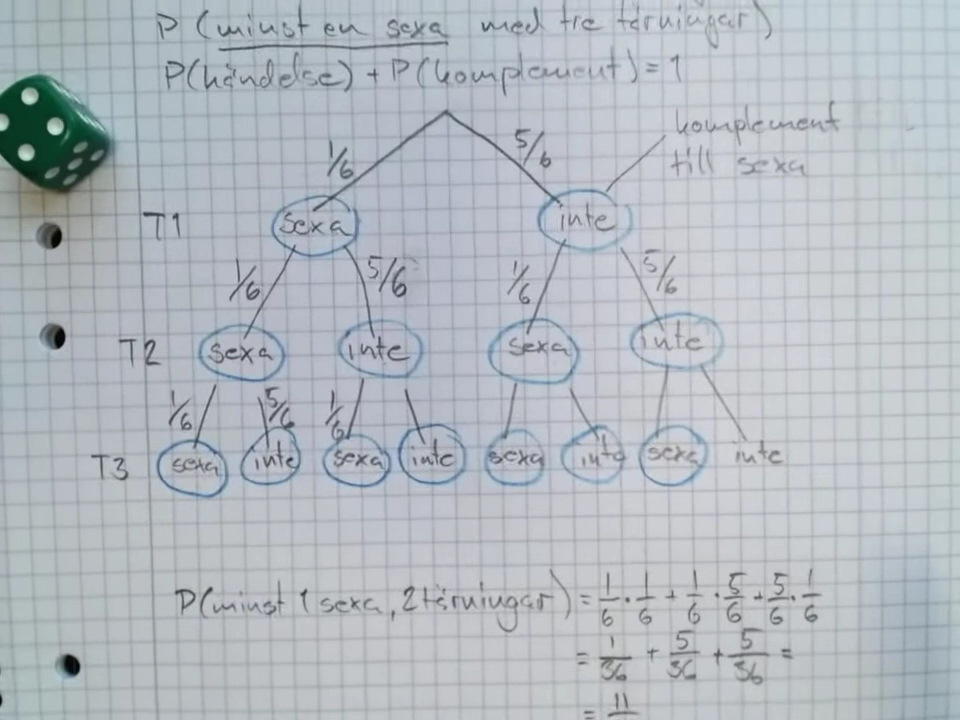 P (minst en sexa med tre tärningar)
P(händelse) + P(komplement) = 1
komplement
till sexa
1/6 5/6
T1 sexa inte
1/6 5/6 1/6 5/6
T2 sexa inte sexa inte
1/6 5/6 1/6
T3 sexa inte sexa inte sexa inte sexa inte
P(minst 1 sexa, 2 tärningar) = 1/6 · 1/6 + 1/6 · 5/6 + 5/6 · 1/6
= 1/36 + 5/36 + 5/36 =
= 11